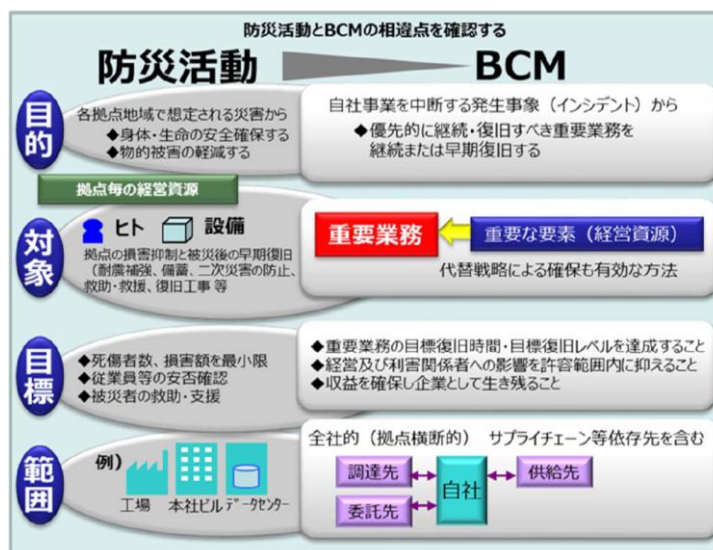 防災活動とBCMの相違点を確認する
防災活動
BCM
目的
各拠点地域で想定される災害から
◆身体・生命の安全確保する
◆物的被害の軽減する
自社事業を中断する発生事象（インシデント）から
◆優先的に継続・復旧すべき重要業務を
継続または早期復旧する
拠点毎の経営資源
対象
ヒト
設備
拠点の損害抑制と被災後の早期復旧
（耐震補強、備蓄、二次災害の防止、
救助・救援、復旧工事 等
重要業務
重要な要素（経営資源）
代替戦略による確保も有効な方法
目標
◆死傷者数、損害額を最小限
◆従業員等の安否確認
◆被災者の救助・支援
◆重要業務の目標復旧時間・目標復旧レベルを達成すること
◆経営及び利害関係者への影響を許容範囲内に抑えること
◆収益を確保し企業として生き残ること
範囲
例）
工場
本社ビル
データセンター
全社的（拠点横断的） サプライチェーン等依存先を含む
調達先
委託先
自社
供給先